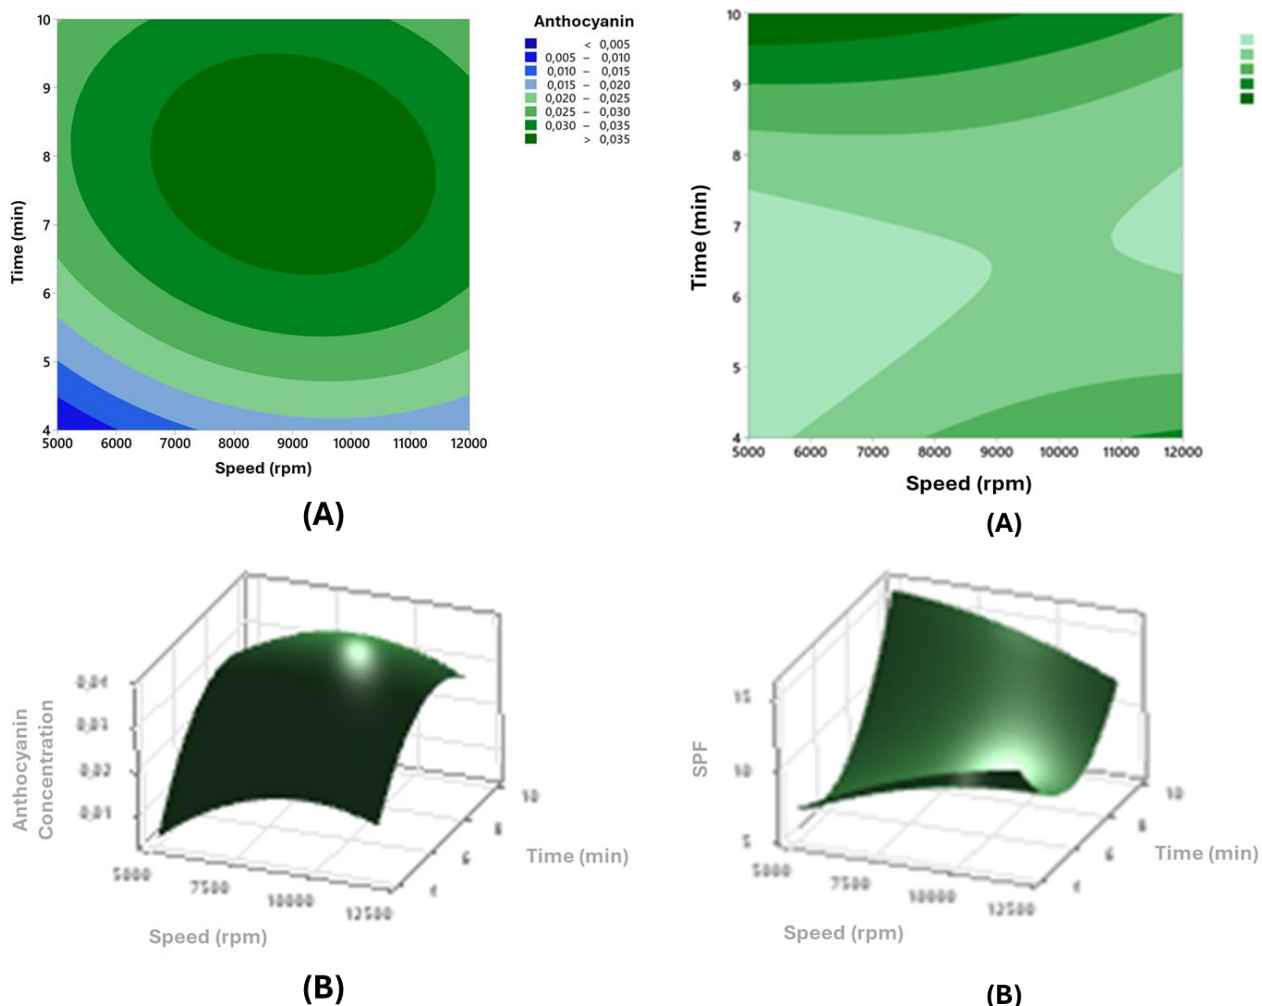 Anthocyanin
< 0,005
0,005 – 0,010
0,010 – 0,015
0,015 – 0,020
0,020 – 0,025
0,025 – 0,030
0,030 – 0,035
> 0,035
10
9
8
7
6
5
4
Time (min)
5000 6000 7000 8000 9000 10000 11000 12000
Speed (rpm)
(A)
10
9
8
7
6
5
4
Time (min)
5000 6000 7000 8000 9000 10000 11000 12000
Speed (rpm)
(A)
Anthocyanin
Concentration
0,04
0,03
0,02
0,01
5000 7500 10000 12500
4
6
8
10
Time (min)
Speed (rpm)
(B)
SPF
15
10
5
5000 7500 10000 12500
4
6
8
10
Time (min)
Speed (rpm)
(B)